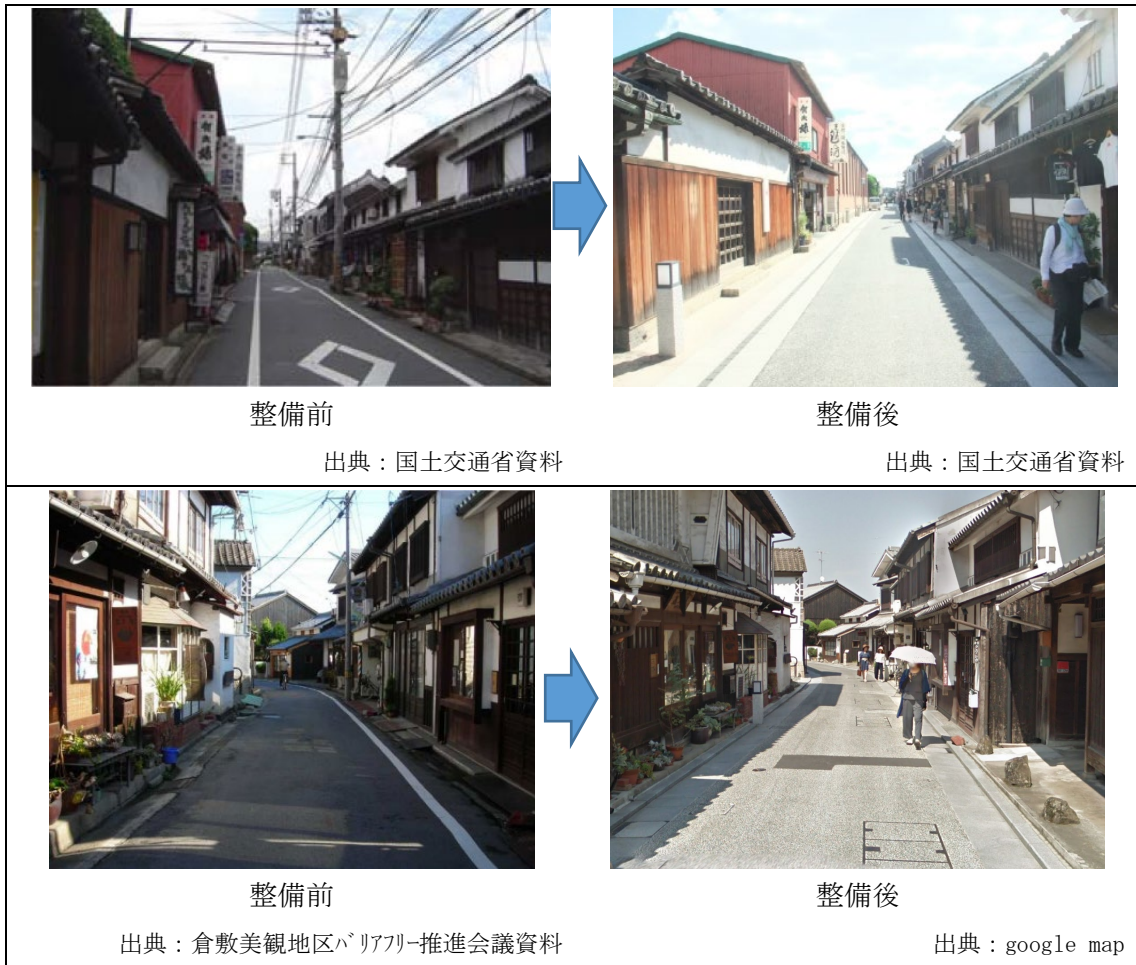 整備前
整備後
出典：国土交通省資料
出典：国土交通省資料
整備前
整備後
出典：倉敷美観地区ﾊﾞﾘｱﾌﾘｰ推進会議資料
出典：google map